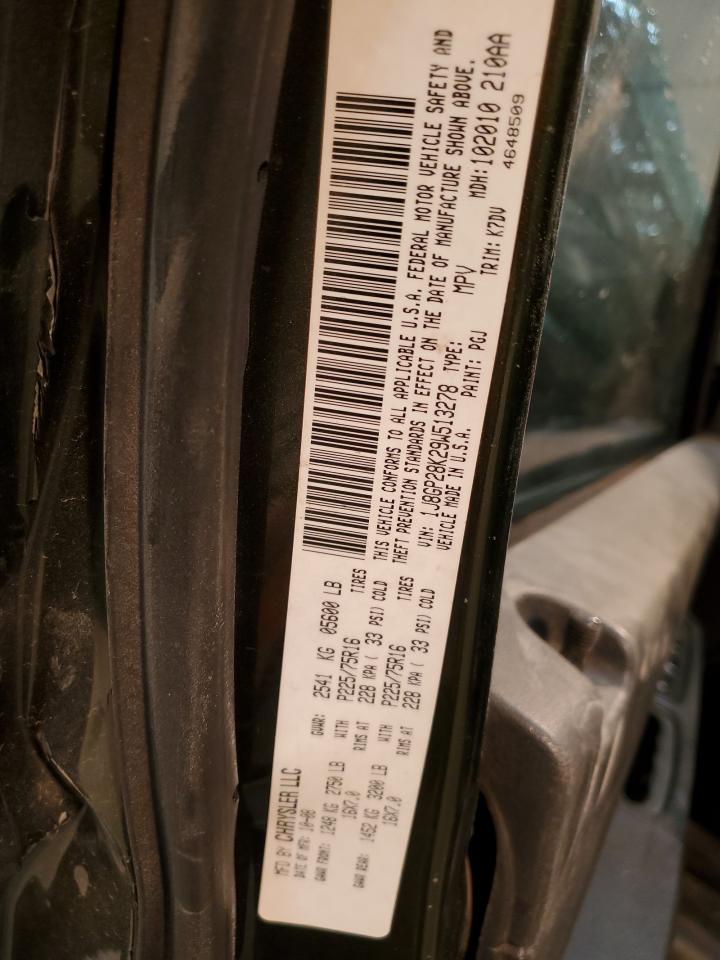 MFD BY CHRYSLER LLC
DATE OF MFR: 10-08
GVWR: 2541 KG 05600 LB
GAWR FRONT: 1248 KG 2750 LB WITH P225/75R16 TIRES
16X7.0 RIMS AT 228 KPA ( 33 PSI) COLD
GAWR REAR: 1452 KG 3200 LB WITH P225/75R16 TIRES
16X7.0 RIMS AT 228 KPA ( 33 PSI) COLD
THIS VEHICLE CONFORMS TO ALL APPLICABLE U.S.A. FEDERAL MOTOR VEHICLE SAFETY AND
THEFT PREVENTION STANDARDS IN EFFECT ON THE DATE OF MANUFACTURE SHOWN ABOVE.
VIN: 1J8GP28K29W513278 TYPE: MPV MDH:102010 210AA
VEHICLE MADE IN U.S.A. PAINT: PGJ TRIM: K7DV 4648509